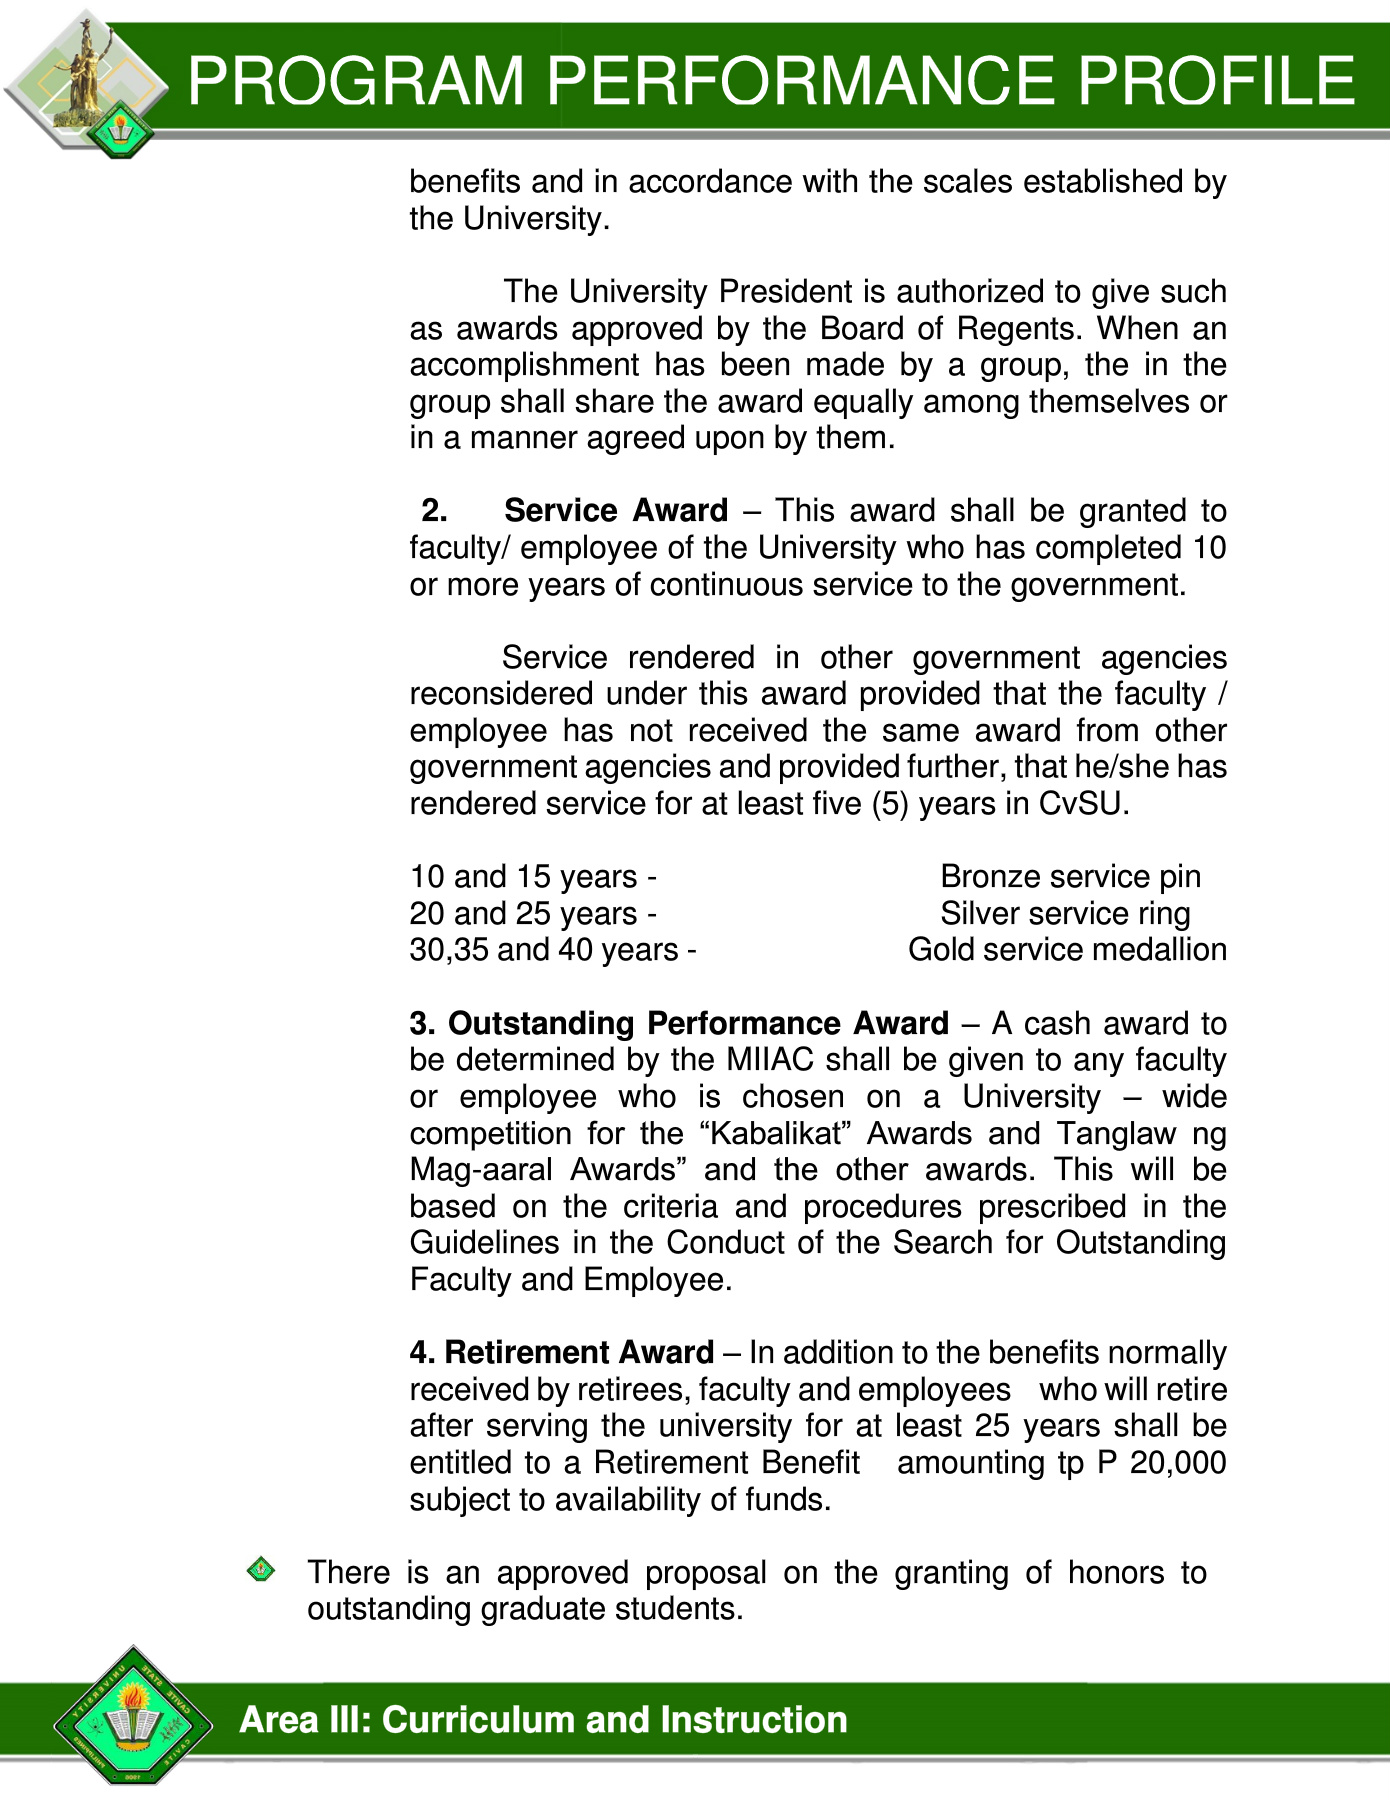 PROGRAM PERFORMANCE PROFILE
benefits and in accordance with the scales established by
the University.
The University President is authorized to give such
as awards approved by the Board of Regents. When an
accomplishment has been made by a group, the in the
group shall share the award equally among themselves or
in a manner agreed upon by them.
2. Service Award – This award shall be granted to
faculty/ employee of the University who has completed 10
or more years of continuous service to the government.
Service rendered in other government agencies
reconsidered under this award provided that the faculty /
employee has not received the same award from other
government agencies and provided further, that he/she has
rendered service for at least five (5) years in CvSU.
10 and 15 years - Bronze service pin
20 and 25 years - Silver service ring
30,35 and 40 years - Gold service medallion
3. Outstanding Performance Award – A cash award to
be determined by the MIIAC shall be given to any faculty
or employee who is chosen on a University – wide
competition for the “Kabalikat” Awards and Tanglaw ng
Mag-aaral Awards” and the other awards. This will be
based on the criteria and procedures prescribed in the
Guidelines in the Conduct of the Search for Outstanding
Faculty and Employee.
4. Retirement Award – In addition to the benefits normally
received by retirees, faculty and employees who will retire
after serving the university for at least 25 years shall be
entitled to a Retirement Benefit amounting tp P 20,000
subject to availability of funds.
There is an approved proposal on the granting of honors to
outstanding graduate students.
CAVITE STATE UNIVERSITY
CAVITE PHILIPPINES
Area III: Curriculum and Instruction